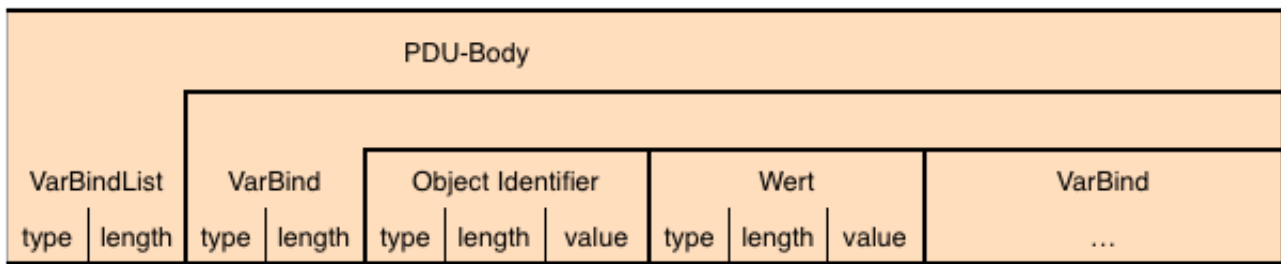 PDU-Body
VarBindList VarBind Object Identifier Wert VarBind
type length type length type length value type length value ...